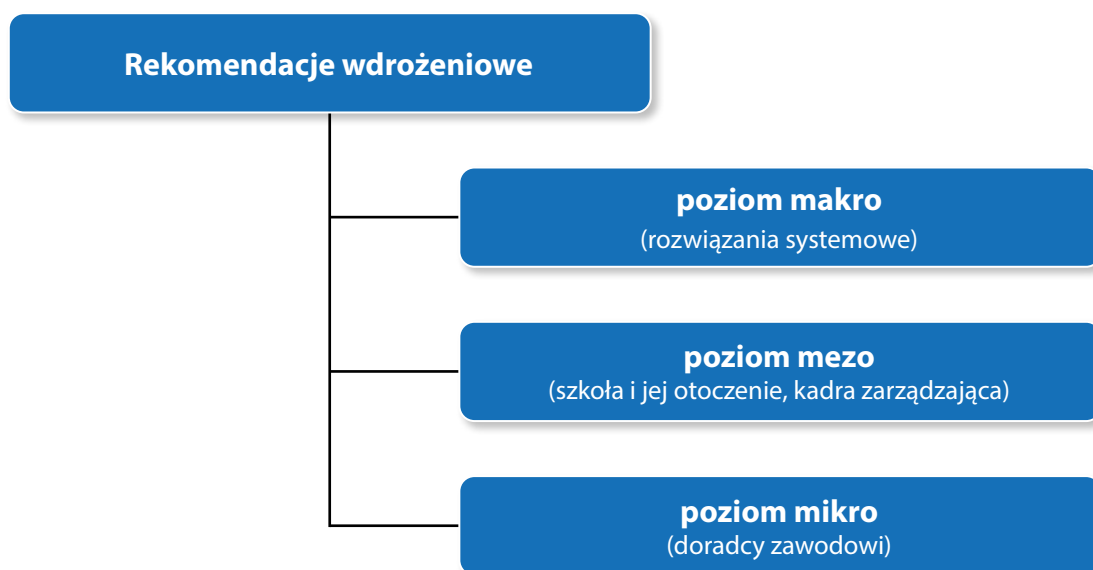 Rekomendacje wdrożeniowe
poziom makro
(rozwiązania systemowe)
poziom mezo
(szkoła i jej otoczenie, kadra zarządzająca)
poziom mikro
(doradcy zawodowi)